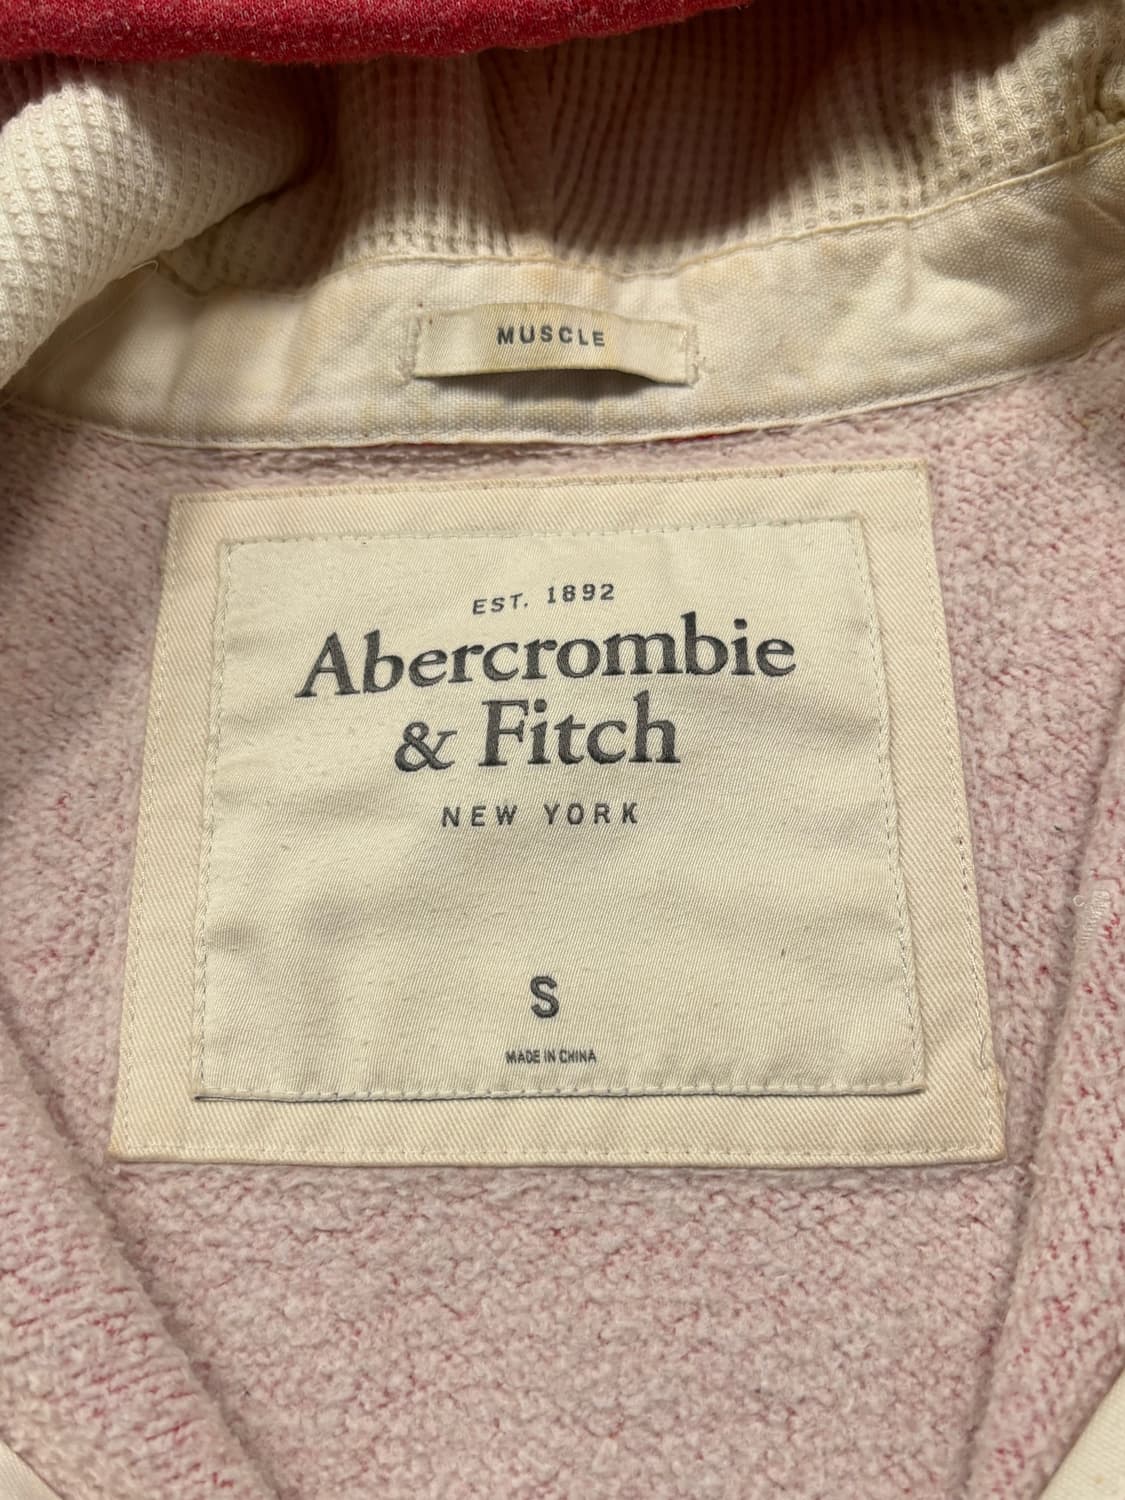 MUSCLE
EST. 1892
Abercrombie
& Fitch
NEW YORK
S
MADE IN CHINA